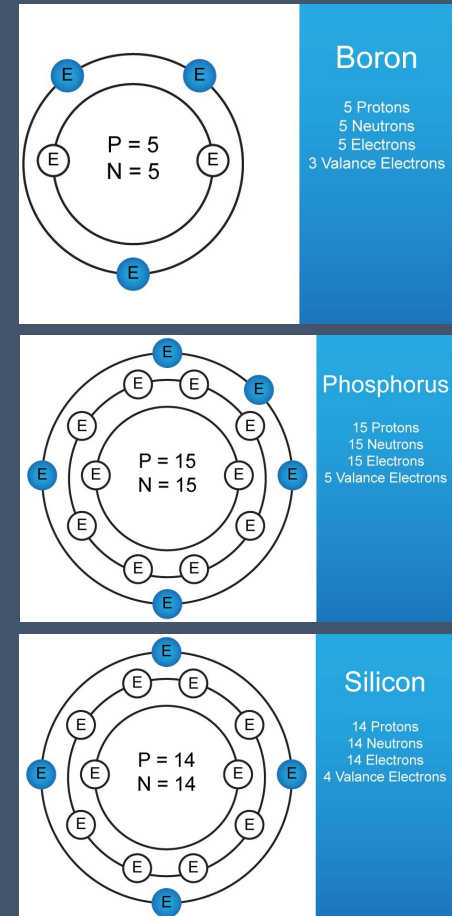 E E
P = 5
N = 5
E E
E
Boron
5 Protons
5 Neutrons
5 Electrons
3 Valance Electrons
E
E E E
E E
P = 15
N = 15
E E E E
E E
E E
E
Phosphorus
15 Protons
15 Neutrons
15 Electrons
5 Valance Electrons
E
E E
E E
P = 14
N = 14
E E E E
E E
E E
E
Silicon
14 Protons
14 Neutrons
14 Electrons
4 Valance Electrons